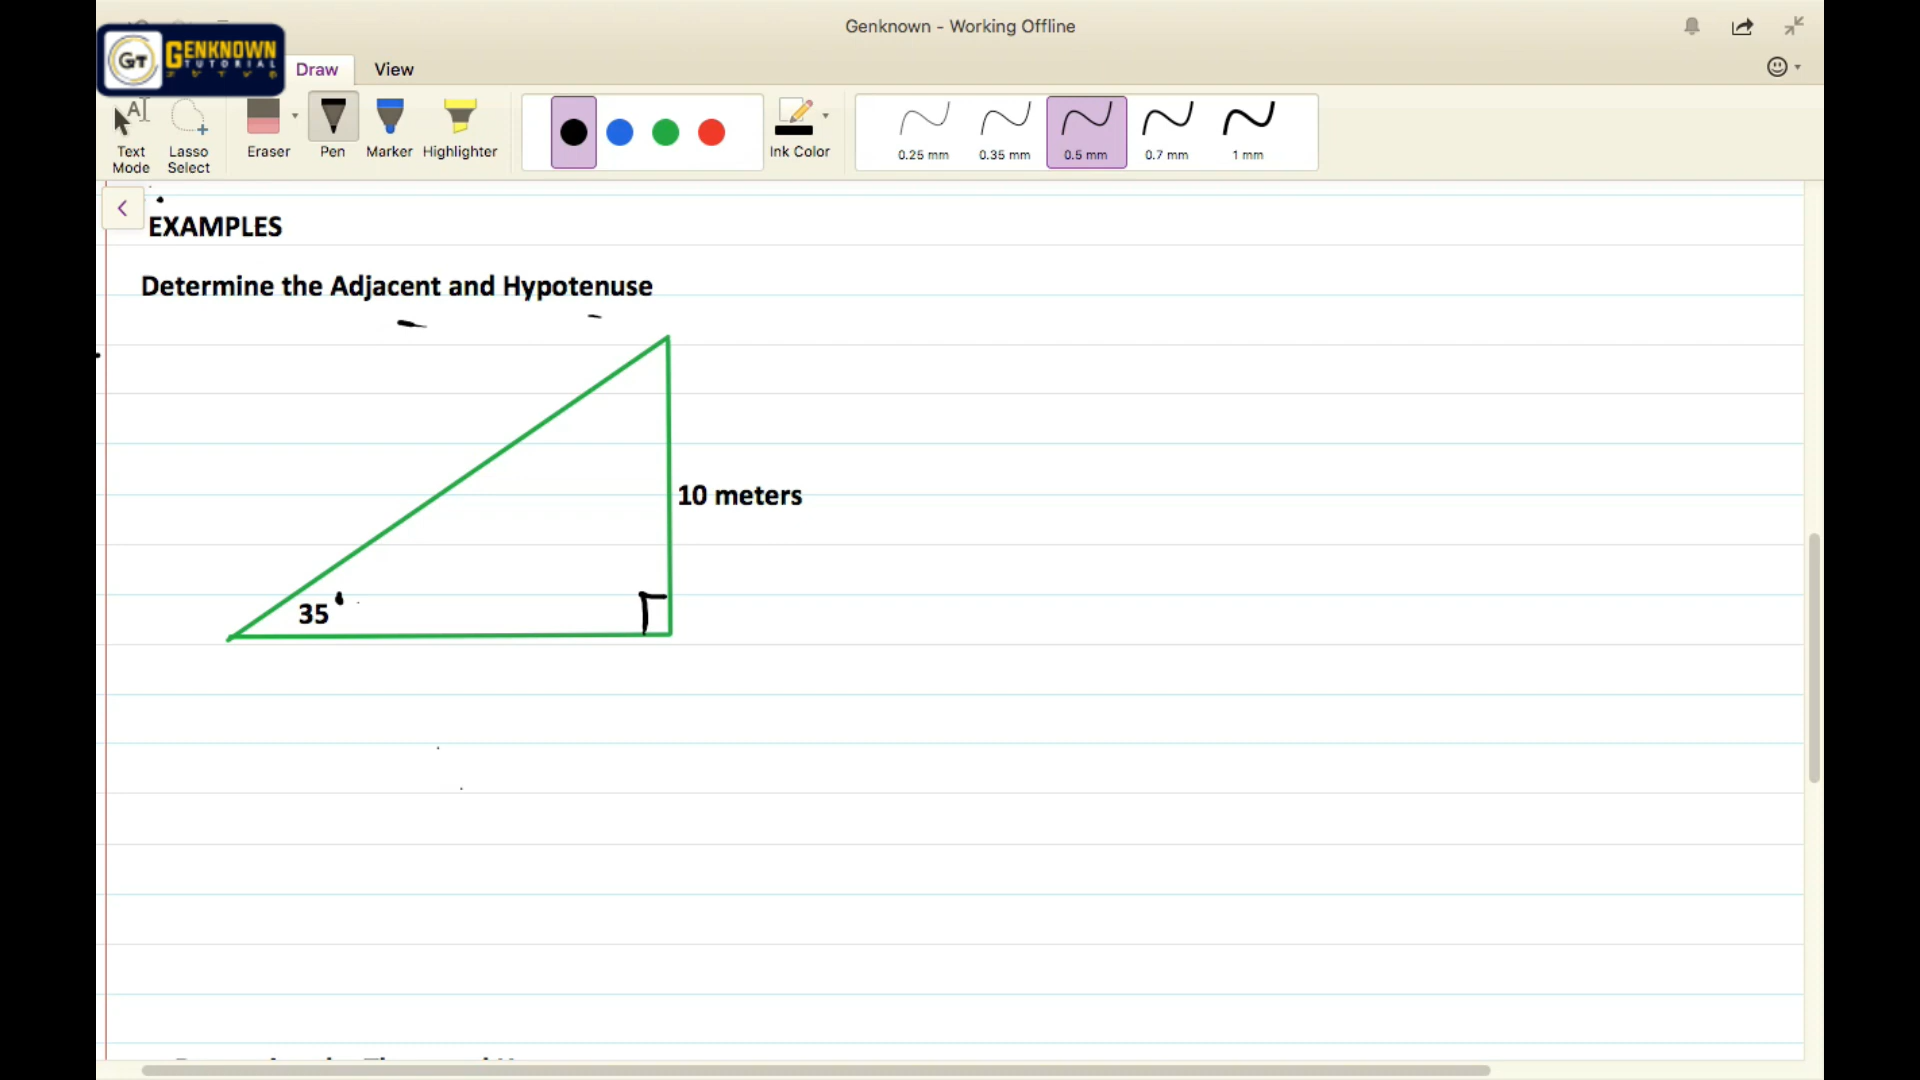 Genknown - Working Offline
GT GENKNOWN
TUTORIAL
Draw View
Text Mode
Lasso Select
Eraser
Pen
Marker
Highlighter
Ink Color
0.25 mm
0.35 mm
0.5 mm
0.7 mm
1 mm
EXAMPLES
Determine the Adjacent and Hypotenuse
10 meters
35